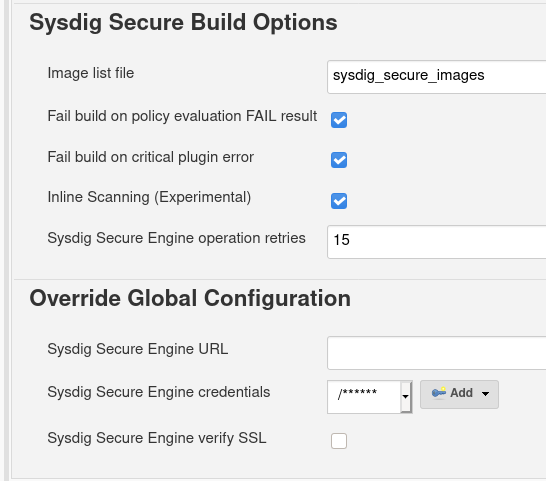 Sysdig Secure Build Options
Image list file
sysdig_secure_images
Fail build on policy evaluation FAIL result
Fail build on critical plugin error
Inline Scanning (Experimental)
Sysdig Secure Engine operation retries
15
Override Global Configuration
Sysdig Secure Engine URL
Sysdig Secure Engine credentials
/******
Add
Sysdig Secure Engine verify SSL